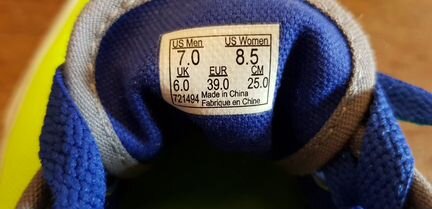 US Men US Women
7.0 8.5
UK EUR CM
6.0 39.0 25.0
721494 Made in China
Fabrique en Chine